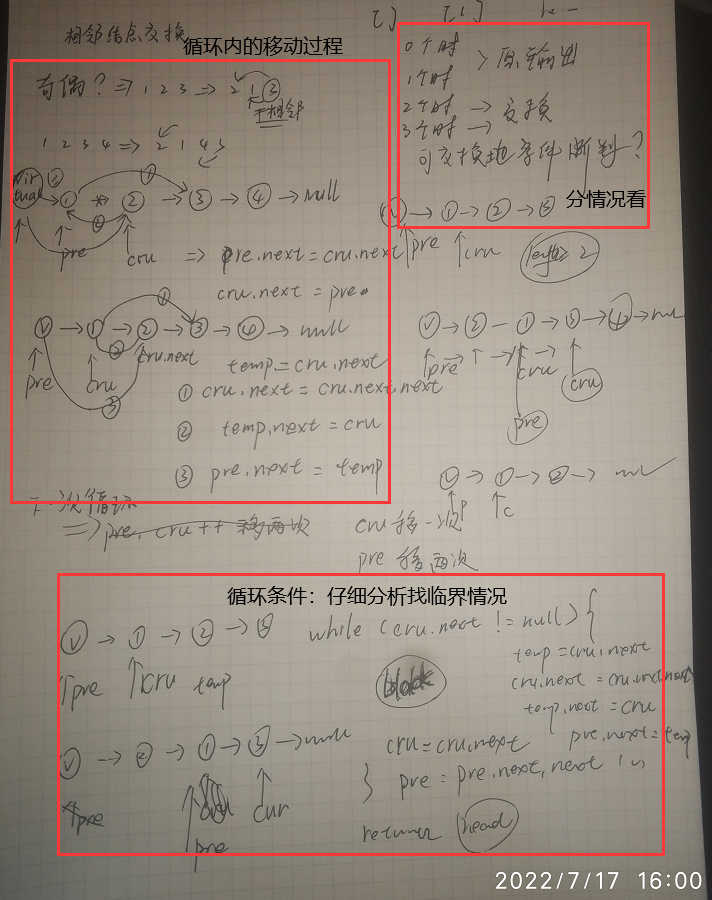 相邻结点交换
循环内的移动过程
奇偶? => 1 2 3 => 2 1 3
不相邻
1 2 3 4 => 2 1 4 3
virtual → 1 → 2 → 3 → 4 → null
pre
cru
=> pre.next = cru.next
cru.next = pre.
V → 1 → 2 → 3 → 4 → null
pre
cru
cru.next
temp = cru.next
① cru.next = cru.next.next
② temp.next = cru
③ pre.next = temp
下一次循环
=> pre. cru ++ 移两次
[ ] [1]
0个时
1个时
> 原输出
2个时 → 交换
3个时 →
可交换地条件断判?
分情况看
V → 1 → 2 → 3
pre
cru
length ≥ 2
V → 2 - 1 → 3 → 4 → null
pre
cru
cru
pre
V → 1 → 2 → null
p
c
cru 移一次
pre 移两次
循环条件：仔细分析找临界情况
V → 1 → 2 → 3
pre
cru
temp
while (cru.next != null) {
temp = cru.next
cru.next = cru.next.next
temp.next = cru
pre.next = temp
V → 2 → 1 → 3 → null
pre
pre
cur
cru = cru.next
pre = pre.next.next
}
return head
2022/7/17 16:00